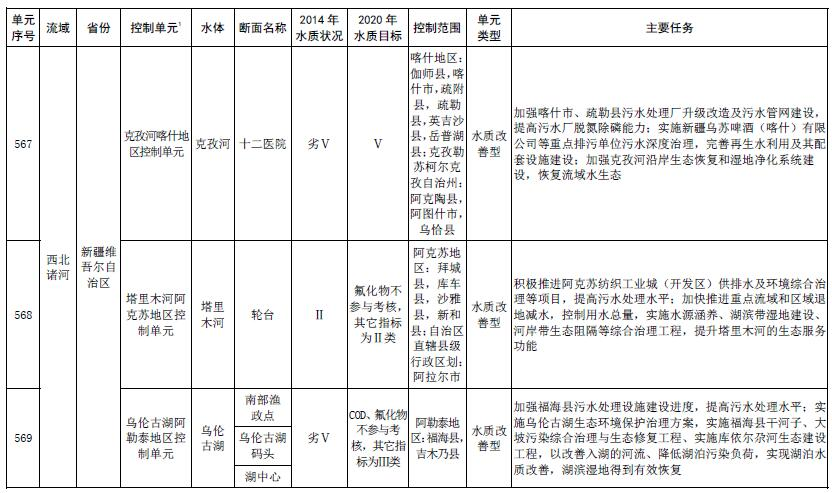 单元
序号
流域
省份
控制单元¹
水体
断面名称
2014年
水质状况
2020年
水质目标
控制范围
单元
类型
主要任务
西北
诸河
新疆维
吾尔自
治区
567
克孜河喀什地
区控制单元
克孜河
十二医院
劣Ⅴ
Ⅴ
喀什地区：
伽师县，喀
什市，疏附
县，疏勒
县，英吉沙
县，岳普湖
县；克孜勒
苏柯尔克
孜自治州：
阿克陶县，
阿图什市，
乌恰县
水质改
善型
加强喀什市、疏勒县污水处理厂升级改造及污水管网建设，
提高污水厂脱氮除磷能力；实施新疆乌苏啤酒（喀什）有限
公司等重点排污单位污水深度治理，完善再生水利用及其配
套设施建设；加强克孜河沿岸生态恢复和湿地净化系统建
设，恢复流域水生态
568
塔里木河阿
克苏地区控
制单元
塔里
木河
轮台
Ⅱ
氟化物不
参与考核，
其它指标
为Ⅱ类
阿克苏地
区：拜城
县，库车
县，沙雅
县，新和
县；自治区
直辖县级
行政区划：
阿拉尔市
水质改
善型
积极推进阿克苏纺织工业城（开发区）供排水及环境综合治
理等项目，提高污水处理水平；加快推进重点流域和区域退
地减水，控制用水总量，实施水源涵养、湖滨带湿地建设、
河岸带生态阻隔等综合治理工程，提升塔里木河的生态服务
功能
569
乌伦古湖阿
勒泰地区控
制单元
乌伦
古湖
南部渔
政点
乌伦古湖
码头
湖中心
劣Ⅴ
COD、氟化物
不参与考
核，其它指
标为Ⅲ类
阿勒泰地
区：福海县，
吉木乃县
水质改
善型
加强福海县污水处理设施建设进度，提高污水处理水平；实
施乌伦古湖生态环境保护治理方案，实施福海县干河子、大
坡污染综合治理与生态修复工程、实施库依尔尕河生态建设
工程，以改善入湖的河流、降低湖泊污染负荷，实现湖泊水
质改善，湖滨湿地得到有效恢复